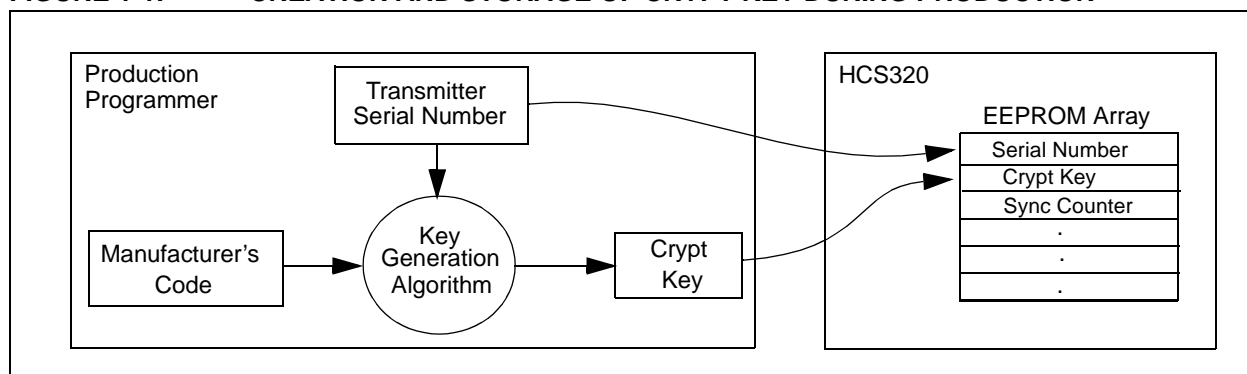 Production
Programmer
Transmitter
Serial Number
Manufacturer's
Code
Key
Generation
Algorithm
Crypt
Key
HCS320
EEPROM Array
Serial Number
Crypt Key
Sync Counter
.
.
.